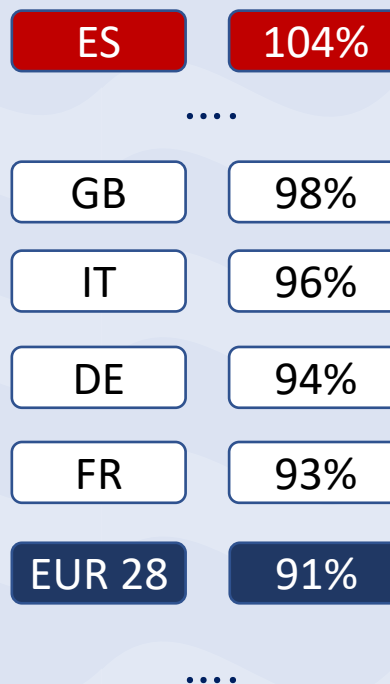 ES 104%
....
GB 98%
IT 96%
DE 94%
FR 93%
EUR 28 91%
....